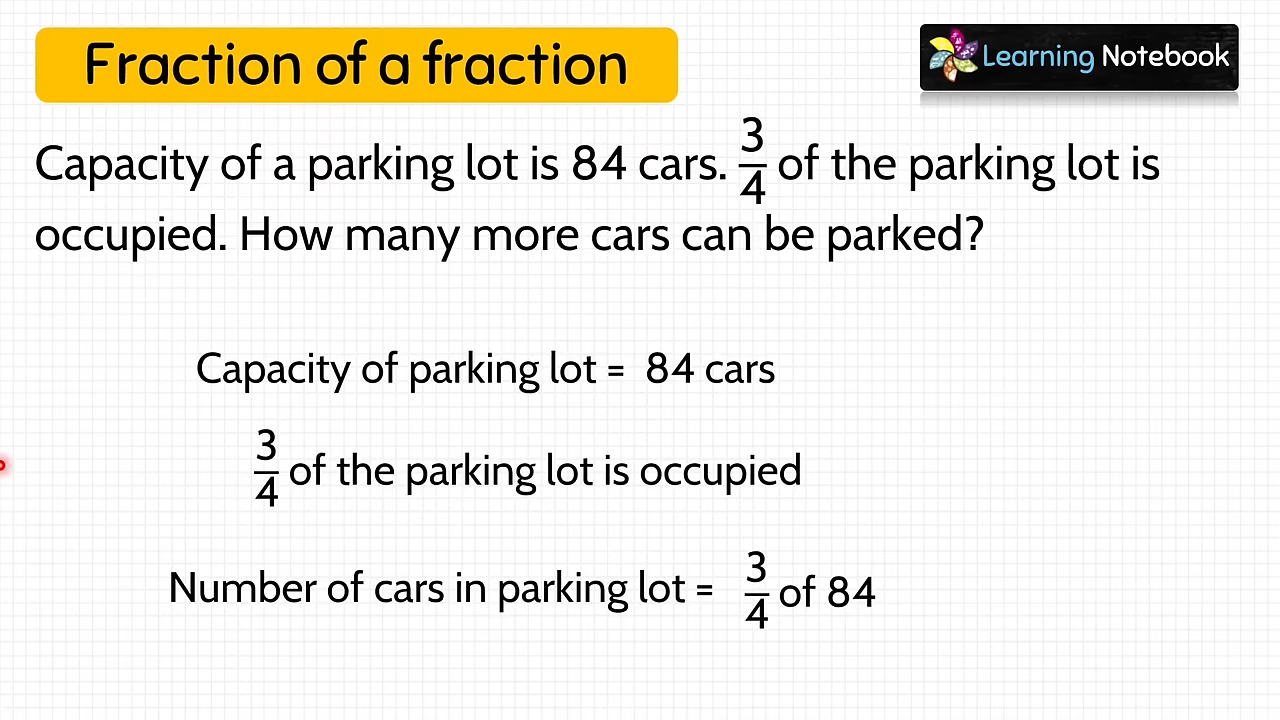 Fraction of a fraction
Learning Notebook
Capacity of a parking lot is 84 cars. 3/4 of the parking lot is
occupied. How many more cars can be parked?
Capacity of parking lot = 84 cars
3/4 of the parking lot is occupied
Number of cars in parking lot = 3/4 of 84